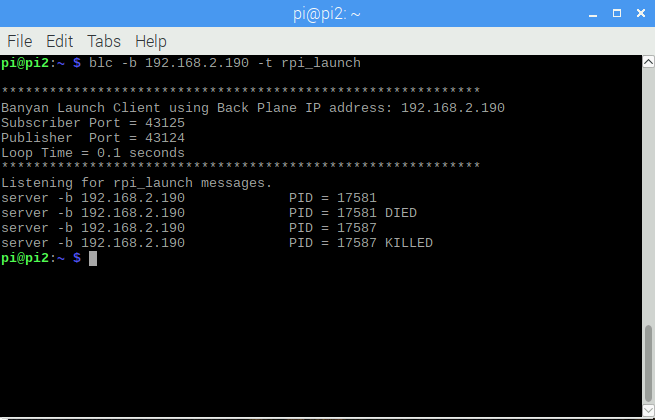 pi@pi2: ~
File Edit Tabs Help
pi@pi2:~ $ blc -b 192.168.2.190 -t rpi_launch
************************************************************
Banyan Launch Client using Back Plane IP address: 192.168.2.190
Subscriber Port = 43125
Publisher  Port = 43124
Loop Time = 0.1 seconds
************************************************************
Listening for rpi_launch messages.
server -b 192.168.2.190             PID = 17581
server -b 192.168.2.190             PID = 17581 DIED
server -b 192.168.2.190             PID = 17587
server -b 192.168.2.190             PID = 17587 KILLED
pi@pi2:~ $